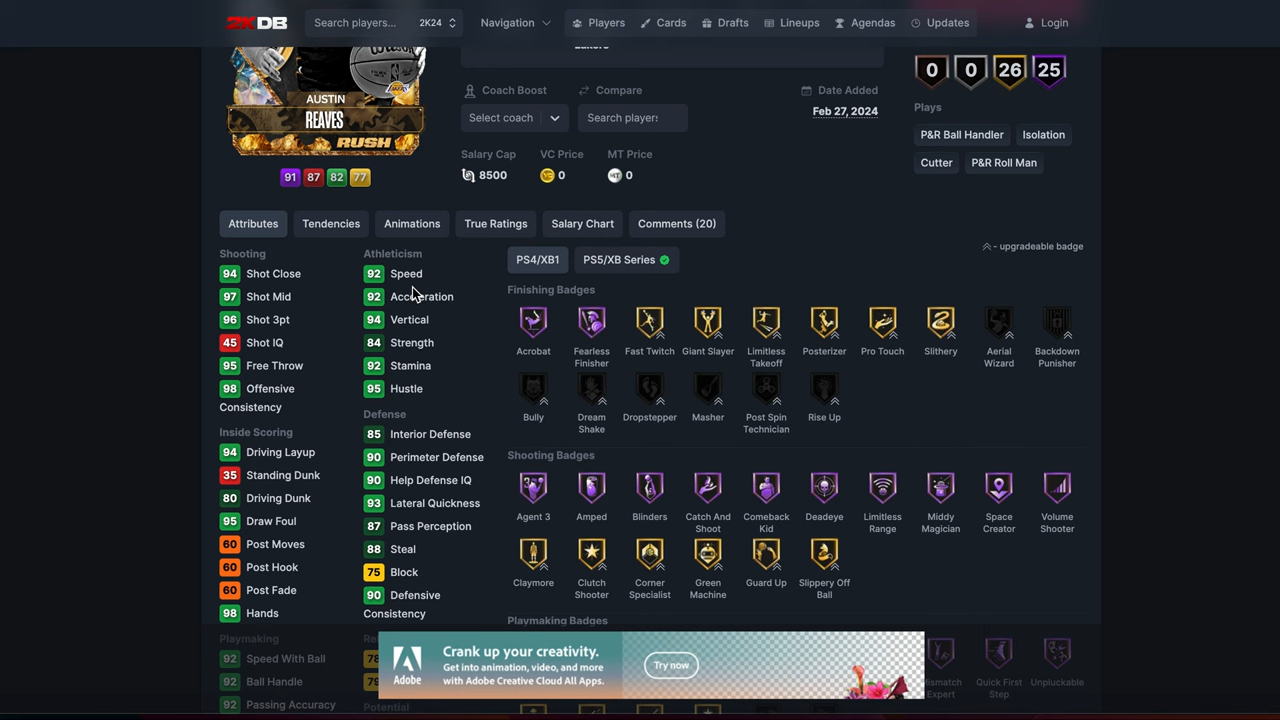 2KDB Search players... 2K24 Navigation Players Cards Drafts Lineups Agendas Updates Login
Lakers
AUSTIN
REAVES
RUSH
91 87 82 77
Coach Boost
Select coach
Compare
Search players
Date Added
Feb 27, 2024
Salary Cap
8500
VC Price
0
MT Price
MT 0
0 0 26 25
Plays
P&R Ball Handler Isolation
Cutter P&R Roll Man
Attributes Tendencies Animations True Ratings Salary Chart Comments (20)
- upgradeable badge
Shooting
94 Shot Close
97 Shot Mid
96 Shot 3pt
45 Shot IQ
95 Free Throw
98 Offensive
Consistency
Inside Scoring
94 Driving Layup
35 Standing Dunk
80 Driving Dunk
95 Draw Foul
60 Post Moves
60 Post Hook
60 Post Fade
98 Hands
Playmaking
92 Speed With Ball
92 Ball Handle
92 Passing Accuracy
Athleticism
92 Speed
92 Acceleration
94 Vertical
84 Strength
92 Stamina
95 Hustle
Defense
85 Interior Defense
90 Perimeter Defense
90 Help Defense IQ
93 Lateral Quickness
87 Pass Perception
88 Steal
75 Block
90 Defensive
Consistency
Potential
PS4/XB1 PS5/XB Series
Finishing Badges
Acrobat Fearless Fast Twitch Giant Slayer Limitless Posterizer Pro Touch Slithery Aerial Backdown
Finisher Takeoff Wizard Punisher
Bully Dream Dropstepper Masher Post Spin Rise Up
Shake Technician
Shooting Badges
Agent 3 Amped Blinders Catch And Comeback Deadeye Limitless Middy Space Volume
Shoot Kid Range Magician Creator Shooter
Claymore Clutch Corner Green Guard Up Slippery Off
Shooter Specialist Machine Ball
Playmaking Badges
Mismatch Quick First Unpluckable
Expert Step
Adobe
Crank up your creativity.
Get into animation, video, and more
with Adobe Creative Cloud All Apps.
Try now